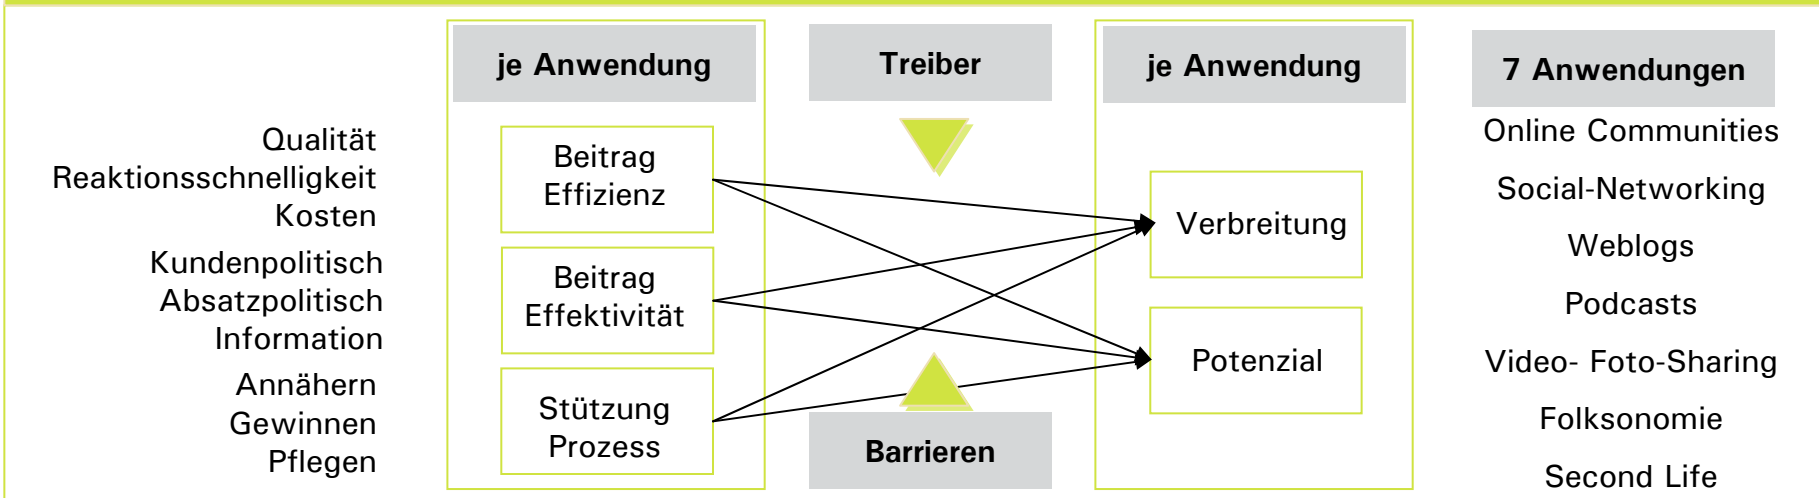 je Anwendung
Treiber
je Anwendung
7 Anwendungen
Qualität
Reaktionsschnelligkeit
Kosten
Kundenpolitisch
Absatzpolitisch
Information
Annähern
Gewinnen
Pflegen
Beitrag
Effizienz
Beitrag
Effektivität
Stützung
Prozess
Barrieren
Verbreitung
Potenzial
Online Communities
Social-Networking
Weblogs
Podcasts
Video- Foto-Sharing
Folksonomie
Second Life